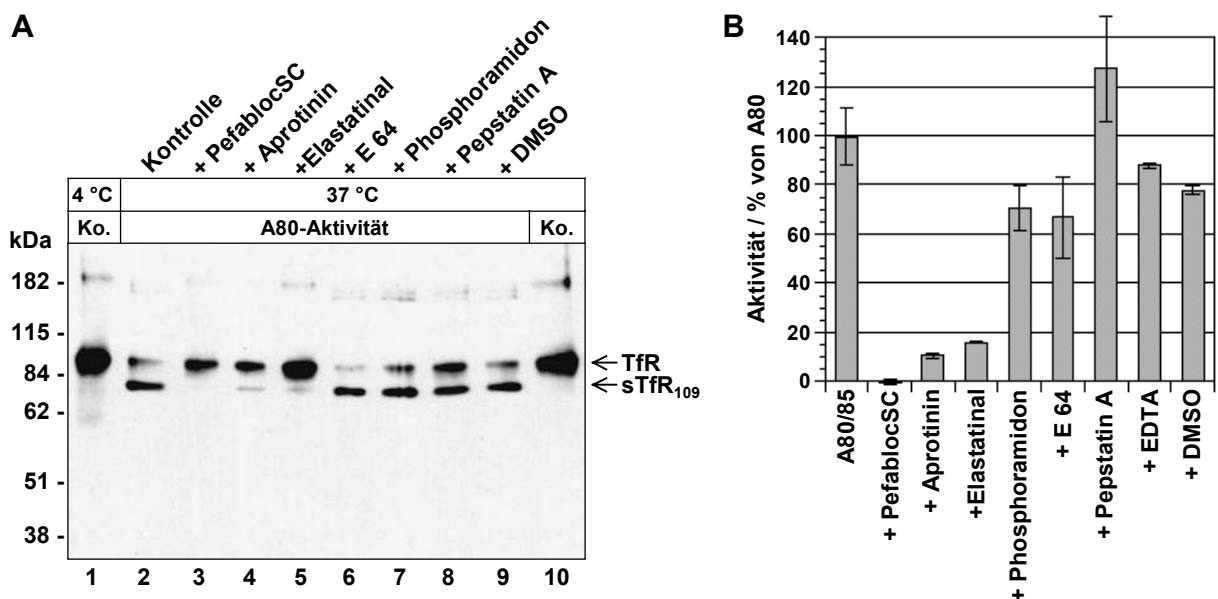 A
Kontrolle
+ PefablocSC
+ Aprotinin
+Elastatinal
+ E 64
+ Phosphoramidon
+ Pepstatin A
+ DMSO
4 °C 37 °C
Ko. A80-Aktivität Ko.
kDa
182 -
115 -
84 -
62 -
51 -
38 -
TfR
sTfR109
1 2 3 4 5 6 7 8 9 10
B
Aktivität / % von A80
140
120
100
80
60
40
20
0
A80/85
+ PefablocSC
+ Aprotinin
+Elastatinal
+ Phosphoramidon
+ E 64
+ Pepstatin A
+ EDTA
+ DMSO